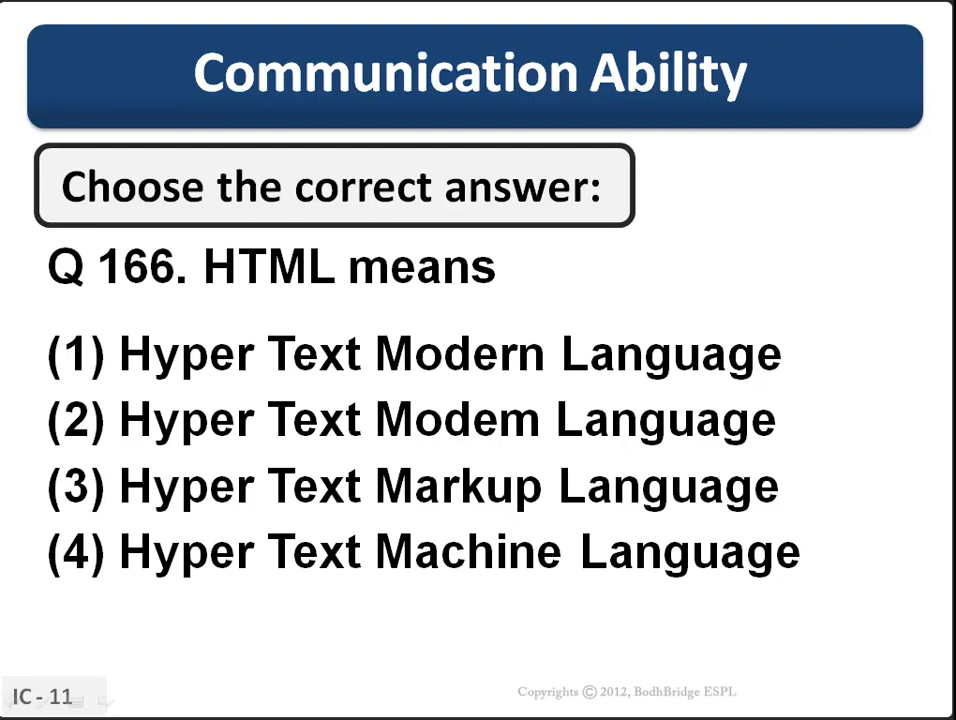 Communication Ability
Choose the correct answer:
Q 166. HTML means
(1) Hyper Text Modern Language
(2) Hyper Text Modem Language
(3) Hyper Text Markup Language
(4) Hyper Text Machine Language
IC - 11
Copyrights © 2012, BodhBridge ESPL